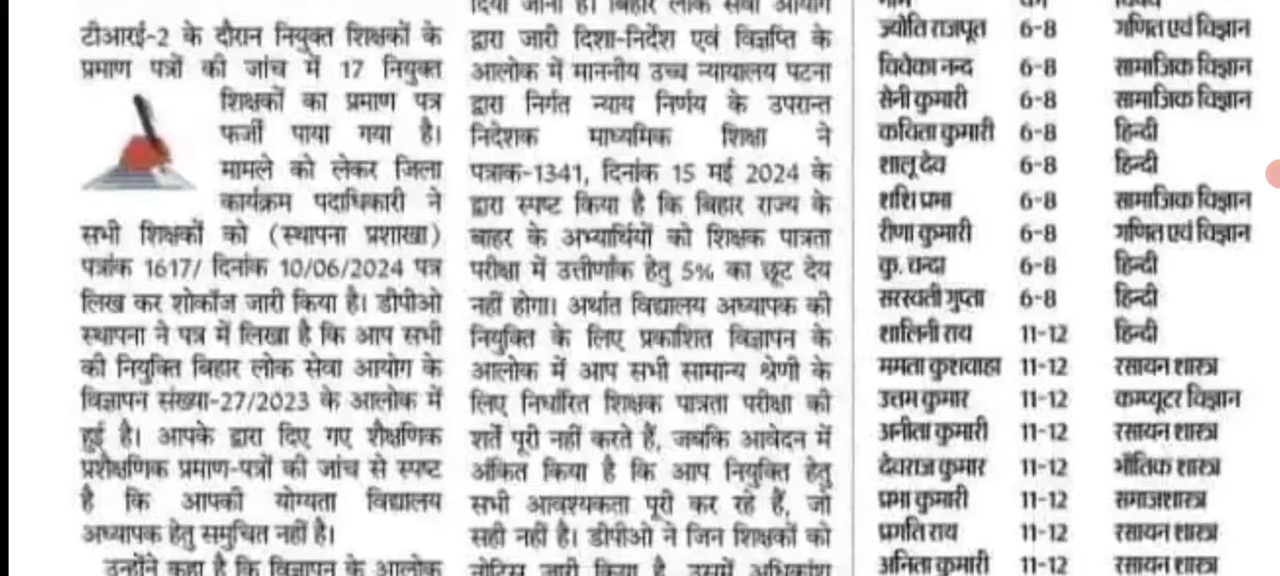 टीआरई-2 के दौरान नियुक्त शिक्षकों के
प्रमाण पत्रों की जांच में 17 नियुक्त
शिक्षकों का प्रमाण पत्र
फर्जी पाया गया है।
मामले को लेकर जिला
कार्यक्रम पदाधिकारी ने
सभी शिक्षकों को (स्थापना प्रशाखा)
पत्रांक 1617/ दिनांक 10/06/2024 पत्र
लिख कर शोकॉज जारी किया है। डीपीओ
स्थापना ने पत्र में लिखा है कि आप सभी
की नियुक्ति बिहार लोक सेवा आयोग के
विज्ञापन संख्या-27/2023 के आलोक में
हुई है। आपके द्वारा दिए गए शैक्षणिक
प्रशैक्षणिक प्रमाण-पत्रों की जांच से स्पष्ट
है कि आपकी योग्यता विद्यालय
अध्यापक हेतु समुचित नहीं है।
उन्होंने कहा है कि विज्ञापन के आलोक
दिया जाना है। बिहार लोक सेवा आयोग
द्वारा जारी दिशा-निर्देश एवं विज्ञप्ति के
आलोक में माननीय उच्च न्यायालय पटना
द्वारा निर्गत न्याय निर्णय के उपरान्त
निदेशक माध्यमिक शिक्षा ने
पत्राक-1341, दिनांक 15 मई 2024 के
द्वारा स्पष्ट किया है कि बिहार राज्य के
बाहर के अभ्यार्थियों को शिक्षक पात्रता
परीक्षा में उत्तीर्णांक हेतु 5% का छूट देय
नहीं होगा। अर्थात विद्यालय अध्यापक की
नियुक्ति के लिए प्रकाशित विज्ञापन के
आलोक में आप सभी सामान्य श्रेणी के
लिए निर्धारित शिक्षक पात्रता परीक्षा की
शर्तें पूरी नहीं करते हैं, जबकि आवेदन में
अंकित किया है कि आप नियुक्ति हेतु
सभी आवश्यकता पूरी कर रहे हैं, जो
सही नहीं है। डीपीओ ने जिन शिक्षकों को
नोटिस जारी किया है, उसमें अधिकांश
ज्योति राजपूत 6-8 गणित एवं विज्ञान
विवेका नन्द 6-8 सामाजिक विज्ञान
सेनी कुमारी 6-8 सामाजिक विज्ञान
कविता कुमारी 6-8 हिन्दी
शालू देव 6-8 हिन्दी
शशि प्रभा 6-8 सामाजिक विज्ञान
रीणा कुमारी 6-8 गणित एवं विज्ञान
कु. चन्दा 6-8 हिन्दी
सरस्वती गुप्ता 6-8 हिन्दी
शालिनी राय 11-12 हिन्दी
ममता कुशवाहा 11-12 रसायन शास्त्र
उत्तम कुमार 11-12 कम्प्यूटर विज्ञान
अनीता कुमारी 11-12 रसायन शास्त्र
देवराज कुमार 11-12 भौतिक शास्त्र
प्रभा कुमारी 11-12 समाजशास्त्र
प्रगति राय 11-12 रसायन शास्त्र
अनिता कुमारी 11-12 रसायन शास्त्र